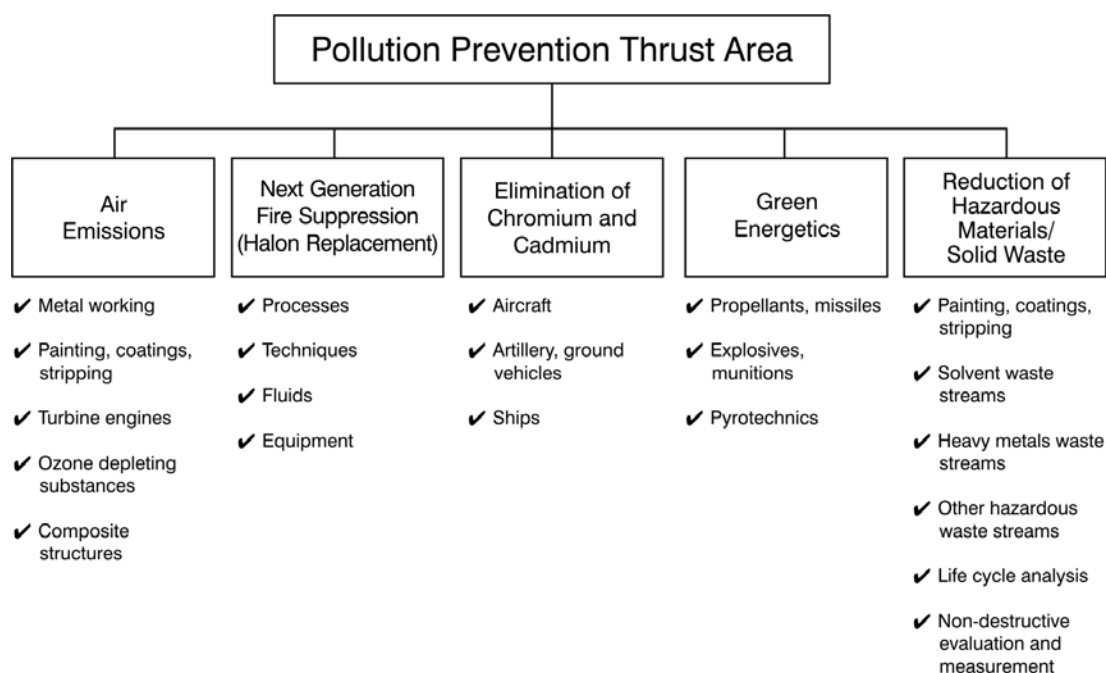 Pollution Prevention Thrust Area
Air
Emissions
✔ Metal working
✔ Painting, coatings,
stripping
✔ Turbine engines
✔ Ozone depleting
substances
✔ Composite
structures
Next Generation
Fire Suppression
(Halon Replacement)
✔ Processes
✔ Techniques
✔ Fluids
✔ Equipment
Elimination of
Chromium and
Cadmium
✔ Aircraft
✔ Artillery, ground
vehicles
✔ Ships
Green
Energetics
✔ Propellants, missiles
✔ Explosives,
munitions
✔ Pyrotechnics
Reduction of
Hazardous
Materials/
Solid Waste
✔ Painting, coatings,
stripping
✔ Solvent waste
streams
✔ Heavy metals waste
streams
✔ Other hazardous
waste streams
✔ Life cycle analysis
✔ Non-destructive
evaluation and
measurement